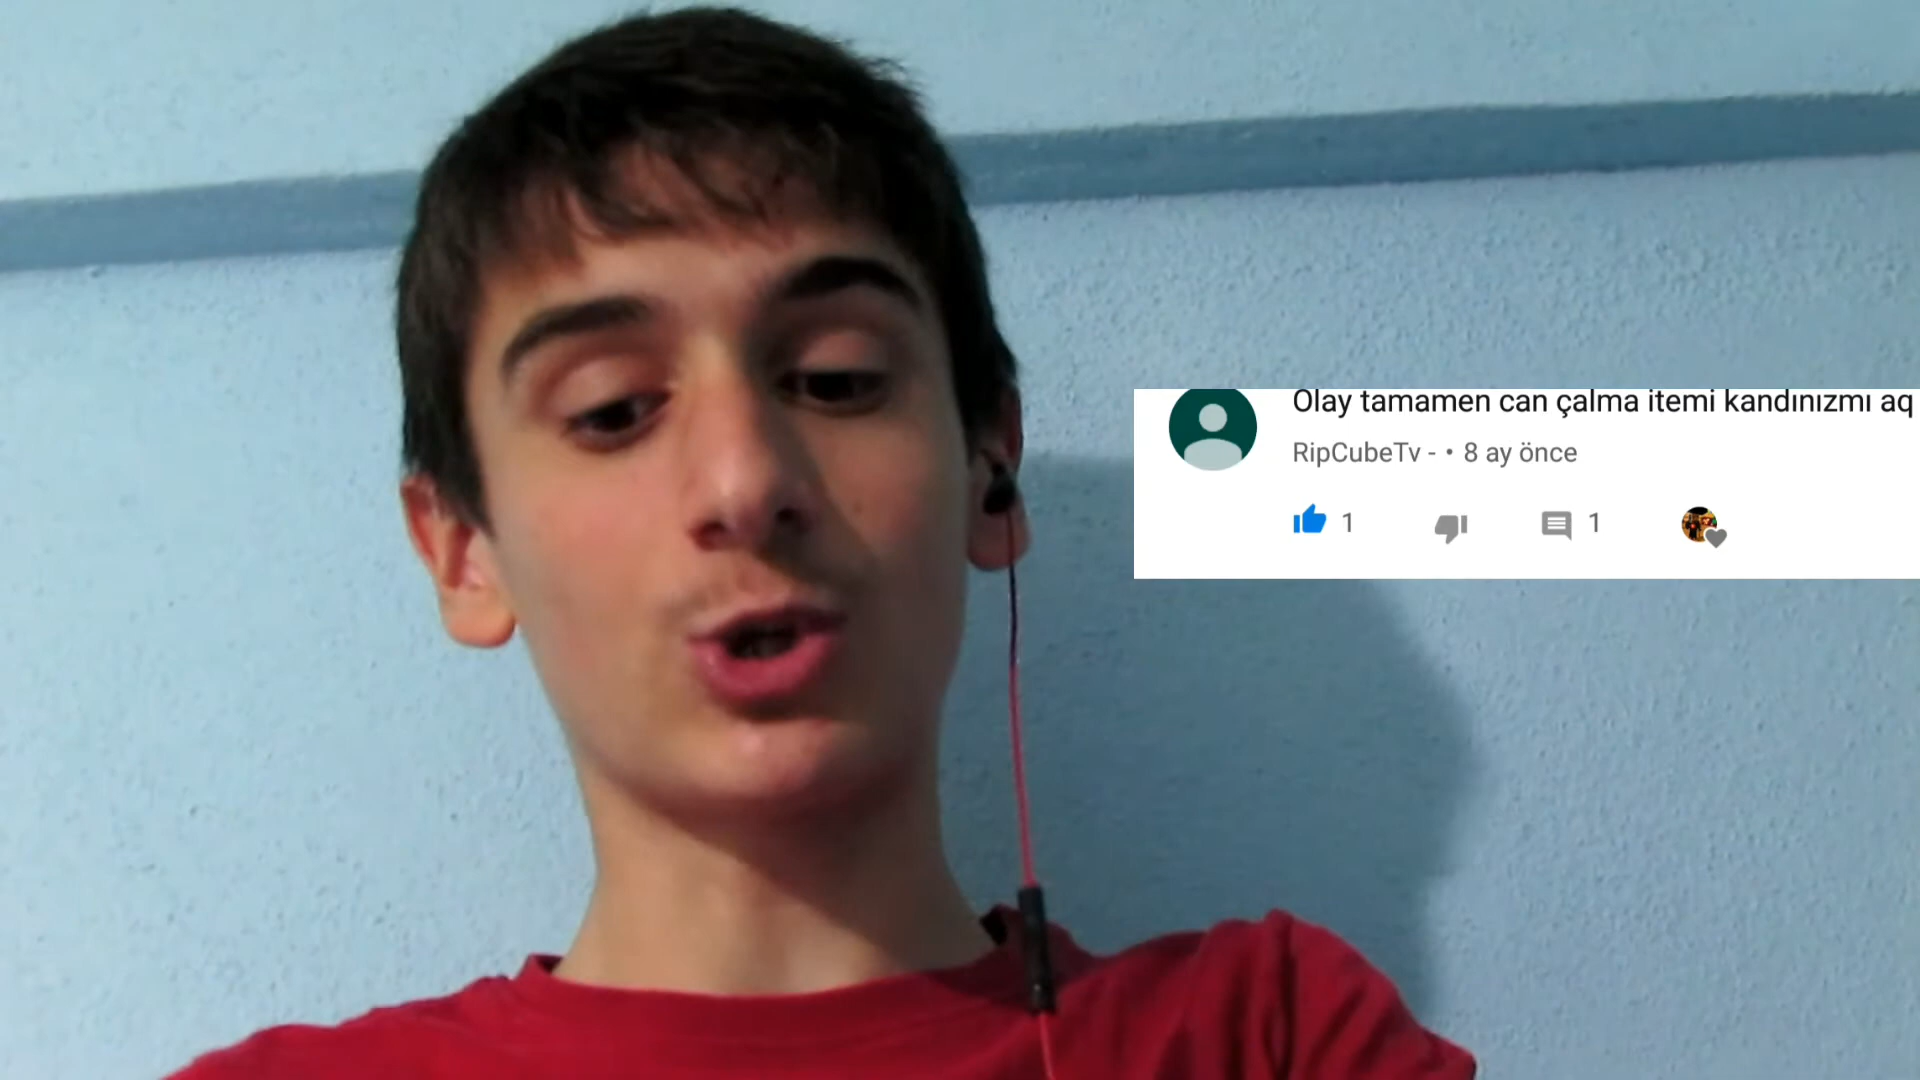 Olay tamamen can çalma itemi kandınızmı aq
RipCubeTv - • 8 ay önce
1
1